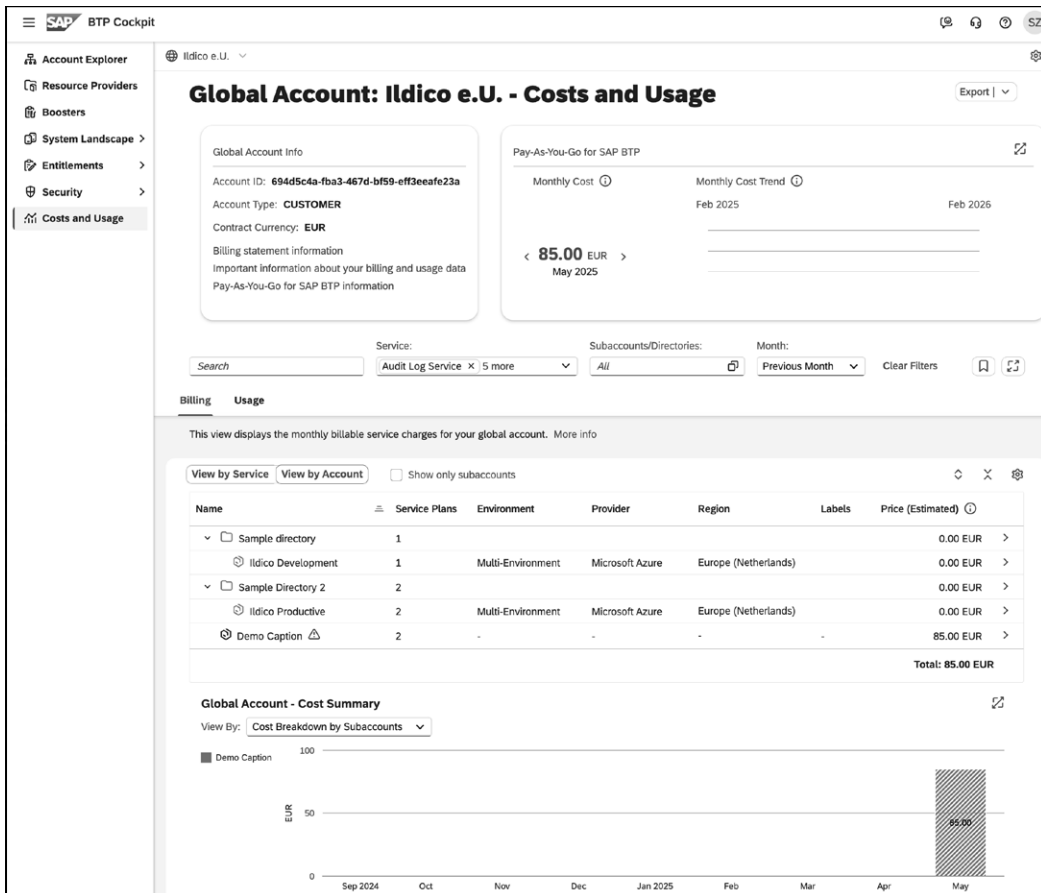 SAP BTP Cockpit
SZ
Account Explorer
Resource Providers
Boosters
System Landscape
Entitlements
Security
Costs and Usage
Ildico e.U.
Global Account: Ildico e.U. - Costs and Usage
Export
Global Account Info
Account ID: 694d5c4a-fba3-467d-bf59-eff3eeafe23a
Account Type: CUSTOMER
Contract Currency: EUR
Billing statement information
Important information about your billing and usage data
Pay-As-You-Go for SAP BTP information
Pay-As-You-Go for SAP BTP
Monthly Cost
Monthly Cost Trend
Feb 2025 Feb 2026
85.00 EUR
May 2025
Service: Subaccounts/Directories: Month:
Search Audit Log Service × 5 more All Previous Month Clear Filters
Billing Usage
This view displays the monthly billable service charges for your global account. More info
View by Service View by Account Show only subaccounts
Name Service Plans Environment Provider Region Labels Price (Estimated)
Sample directory 1 0.00 EUR
Ildico Development 1 Multi-Environment Microsoft Azure Europe (Netherlands) 0.00 EUR
Sample Directory 2 2 0.00 EUR
Ildico Productive 2 Multi-Environment Microsoft Azure Europe (Netherlands) 0.00 EUR
Demo Caption 2 - - - - 85.00 EUR
Total: 85.00 EUR
Global Account - Cost Summary
View By: Cost Breakdown by Subaccounts
Demo Caption
100
EUR
50
85.00
0
Sep 2024 Oct Nov Dec Jan 2025 Feb Mar Apr May